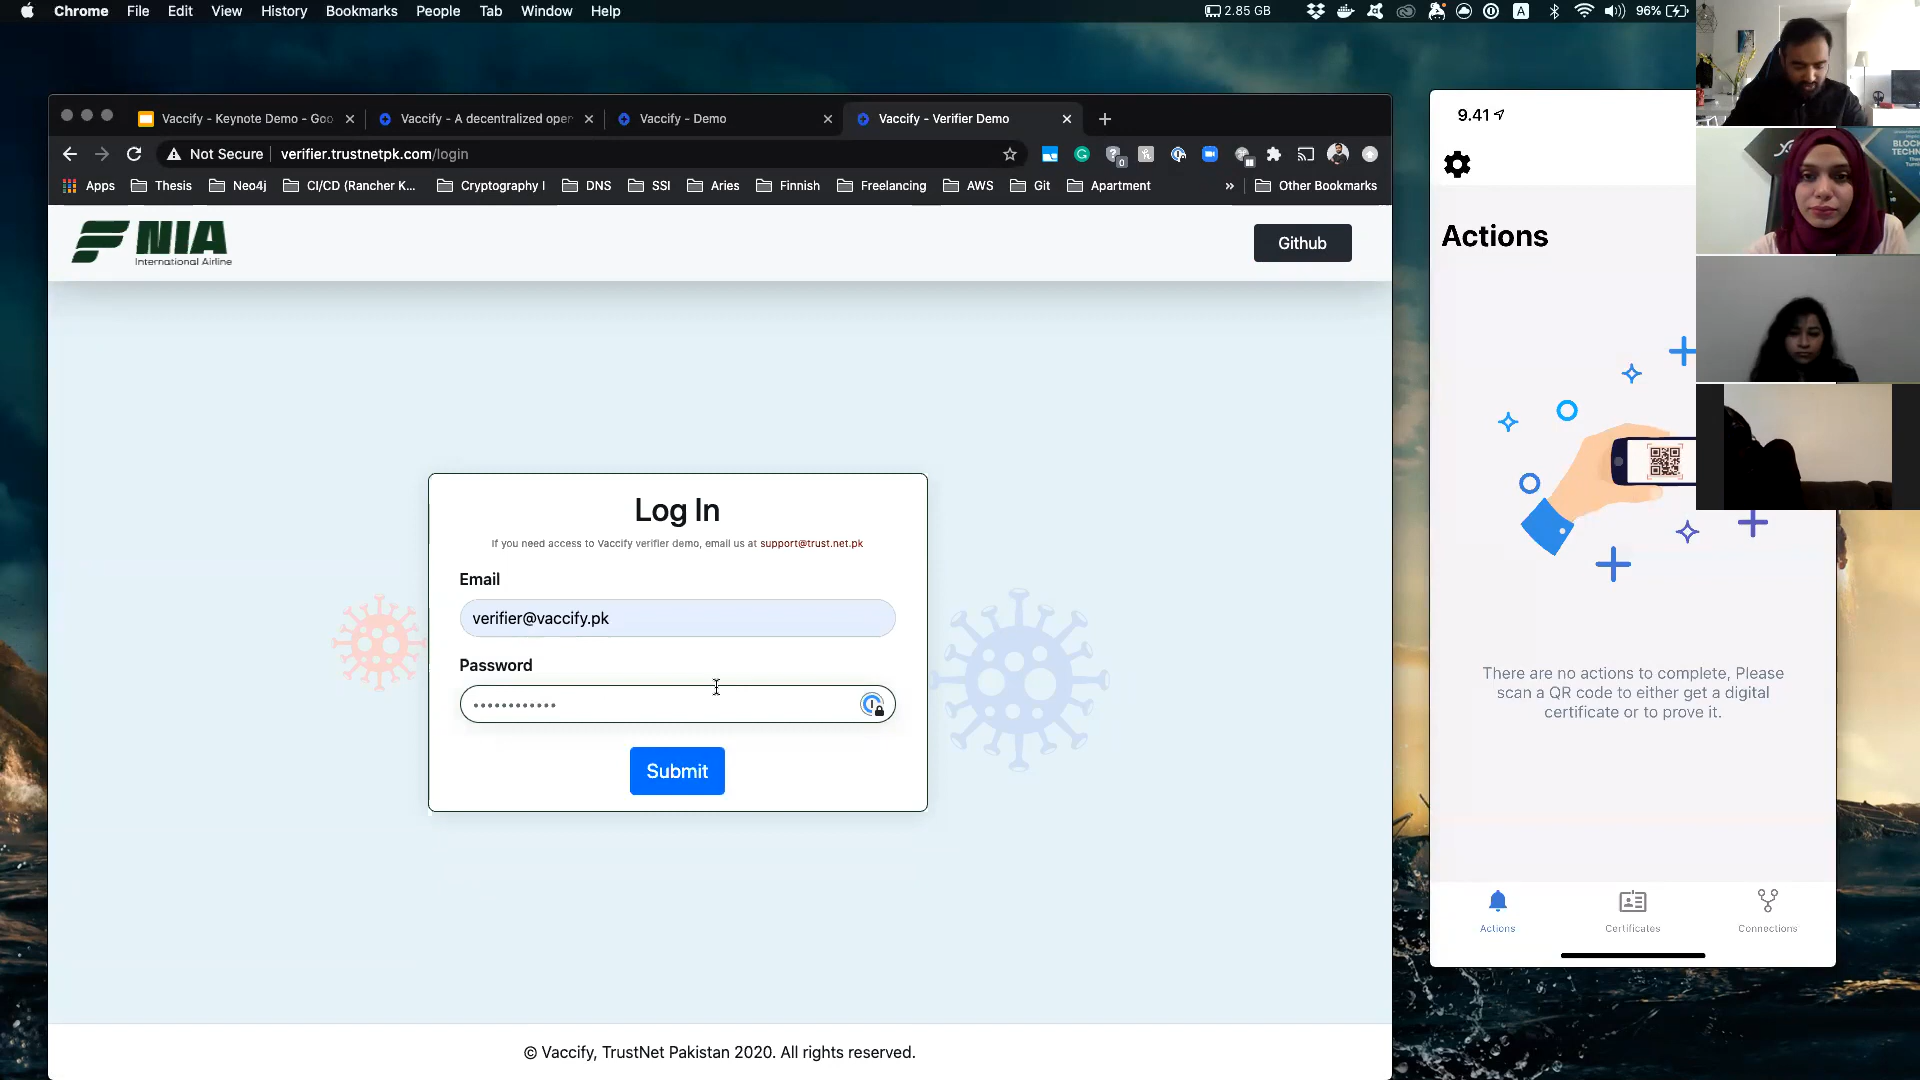 Chrome File Edit View History Bookmarks People Tab Window Help
2.85 GB A 96%
Vaccify - Keynote Demo - Goo
Vaccify - A decentralized oper
Vaccify - Demo
Vaccify - Verifier Demo
Not Secure verifier.trustnetpk.com/login
Apps Thesis Neo4j CI/CD (Rancher K... Cryptography I DNS SSI Aries Finnish Freelancing AWS Git Apartment » Other Bookmarks
NIA
International Airline
Github
Log In
If you need access to Vaccify verifier demo, email us at support@trust.net.pk
Email
verifier@vaccify.pk
Password
Submit
© Vaccify, TrustNet Pakistan 2020. All rights reserved.
9.41
Actions
There are no actions to complete, Please
scan a QR code to either get a digital
certificate or to prove it.
Actions Certificates Connections